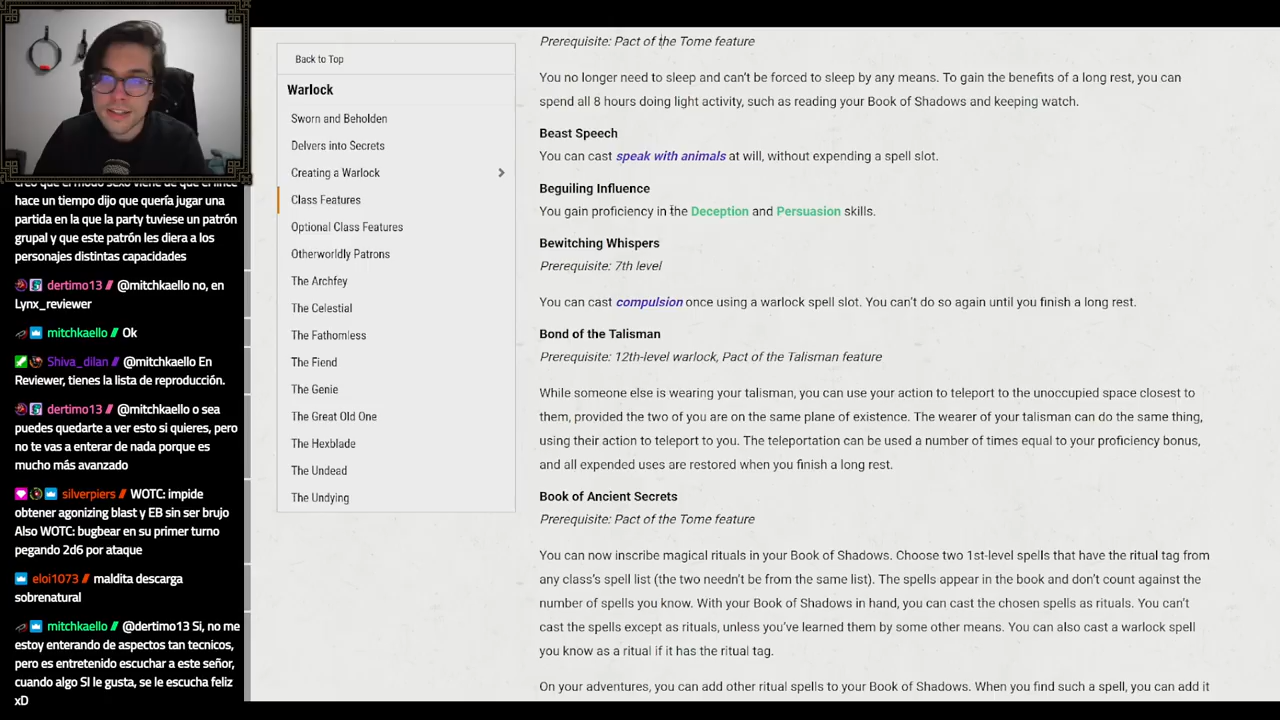 creo que el modo sexo viene de que el lince
hace un tiempo dijo que quería jugar una
partida en la que la party tuviese un patrón
grupal y que este patrón les diera a los
personajes distintas capacidades
dertimo13 // @mitchkaello no, en
Lynx_reviewer
mitchkaello // Ok
Shiva_dilan // @mitchkaello En
Reviewer, tienes la lista de reproducción.
dertimo13 // @mitchkaello o sea
puedes quedarte a ver esto si quieres, pero
no te vas a enterar de nada porque es
mucho más avanzado
silverpiers // WOTC: impide
obtener agonizing blast y EB sin ser brujo
Also WOTC: bugbear en su primer turno
pegando 2d6 por ataque
eloi1073 // maldita descarga
sobrenatural
mitchkaello // @dertimo13 Si, no me
estoy enterando de aspectos tan tecnicos,
pero es entretenido escuchar a este señor,
cuando algo SI le gusta, se le escucha feliz
xD
Back to Top
Warlock
Sworn and Beholden
Delvers into Secrets
Creating a Warlock
Class Features
Optional Class Features
Otherworldly Patrons
The Archfey
The Celestial
The Fathomless
The Fiend
The Genie
The Great Old One
The Hexblade
The Undead
The Undying
Prerequisite: Pact of the Tome feature
You no longer need to sleep and can't be forced to sleep by any means. To gain the benefits of a long rest, you can
spend all 8 hours doing light activity, such as reading your Book of Shadows and keeping watch.
Beast Speech
You can cast speak with animals at will, without expending a spell slot.
Beguiling Influence
You gain proficiency in the Deception and Persuasion skills.
Bewitching Whispers
Prerequisite: 7th level
You can cast compulsion once using a warlock spell slot. You can't do so again until you finish a long rest.
Bond of the Talisman
Prerequisite: 12th-level warlock, Pact of the Talisman feature
While someone else is wearing your talisman, you can use your action to teleport to the unoccupied space closest to
them, provided the two of you are on the same plane of existence. The wearer of your talisman can do the same thing,
using their action to teleport to you. The teleportation can be used a number of times equal to your proficiency bonus,
and all expended uses are restored when you finish a long rest.
Book of Ancient Secrets
Prerequisite: Pact of the Tome feature
You can now inscribe magical rituals in your Book of Shadows. Choose two 1st-level spells that have the ritual tag from
any class's spell list (the two needn't be from the same list). The spells appear in the book and don't count against the
number of spells you know. With your Book of Shadows in hand, you can cast the chosen spells as rituals. You can't
cast the spells except as rituals, unless you've learned them by some other means. You can also cast a warlock spell
you know as a ritual if it has the ritual tag.
On your adventures, you can add other ritual spells to your Book of Shadows. When you find such a spell, you can add it